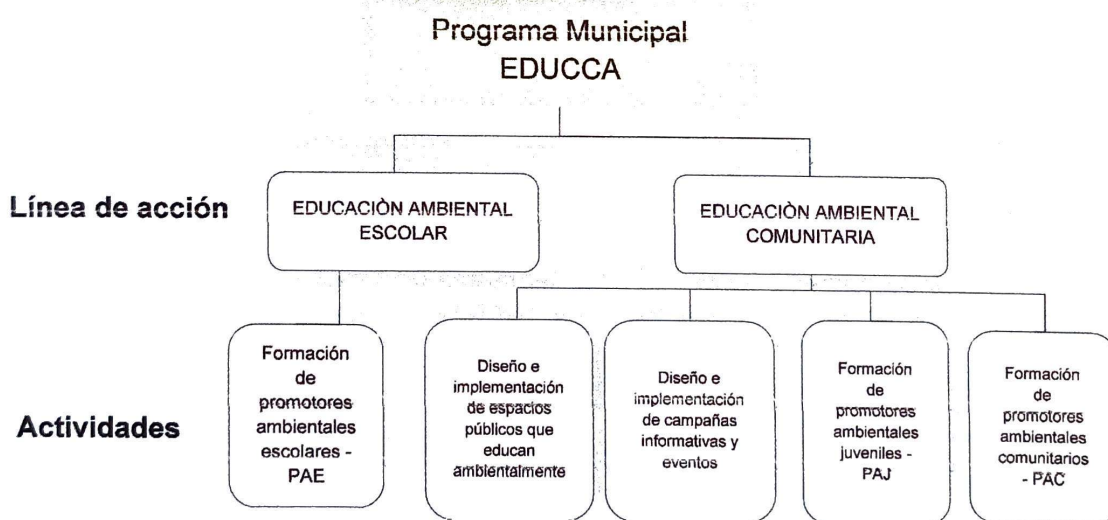 Programa Municipal
EDUCCA
Línea de acción
EDUCACIÒN AMBIENTAL
ESCOLAR
EDUCACIÒN AMBIENTAL
COMUNITARIA
Actividades
Formación
de
promotores
ambientales
escolares -
PAE
Diseño e
implementación
de espacios
públicos que
educan
ambientalmente
Diseño e
implementación
de campañas
informativas y
eventos
Formación
de
promotores
ambientales
juveniles -
PAJ
Formación
de
promotores
ambientales
comunitarios
- PAC